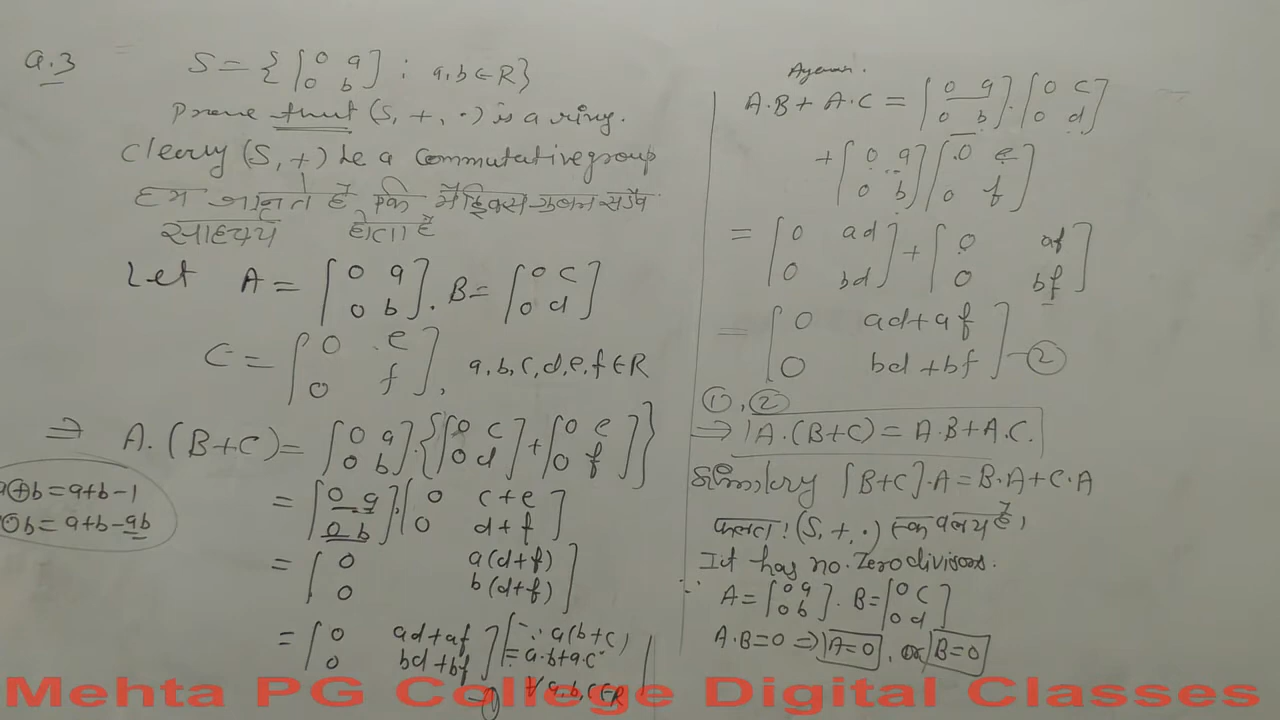 Q.3
S = { [0 a
0 b] : a,b ∈ R}
Prove that (S, +, ·) is a ring.
Clearly (S, +) be a commutative group
हम जानते हैं कि मैट्रिक्स गुणन सदैव
साहचर्य होता है
Let A = [0 a
0 b] . B = [0 c
0 d]
C = [0 e
0 f], a,b,c,d,e,f ∈ R
⇒ A.(B+C) = [0 a
0 b] . {[0 c
0 d] + [0 e
0 f]}
a⊕b = a+b-1
⊙b = a+b-ab
= [0 a
0 b] . [0 c+e
0 d+f]
= [0 a(d+f)
0 b(d+f)]
= [0 ad+af
0 bd+bf] [∵ a(b+c)
= a.b+a.c
∀ a,b,c ∈ R
①
A.B + A.C = [0 a
0 b] . [0 c
0 d]
+ [0 a
0 b] [0 e
0 f]
= [0 ad
0 bd] + [0 af
0 bf]
= [0 ad+af
0 bd+bf] - ②
①, ②
⇒ A.(B+C) = A.B+A.C.
[B+C].A = B.A+C.A
फलतः (S, +, ·) एक वलय है।
It has no zero divisors.
∵ A = [0 a
0 b] . B = [0 c
0 d]
A.B=0 ⇒ A=0, or B=0
Mehta PG College Digital Classes